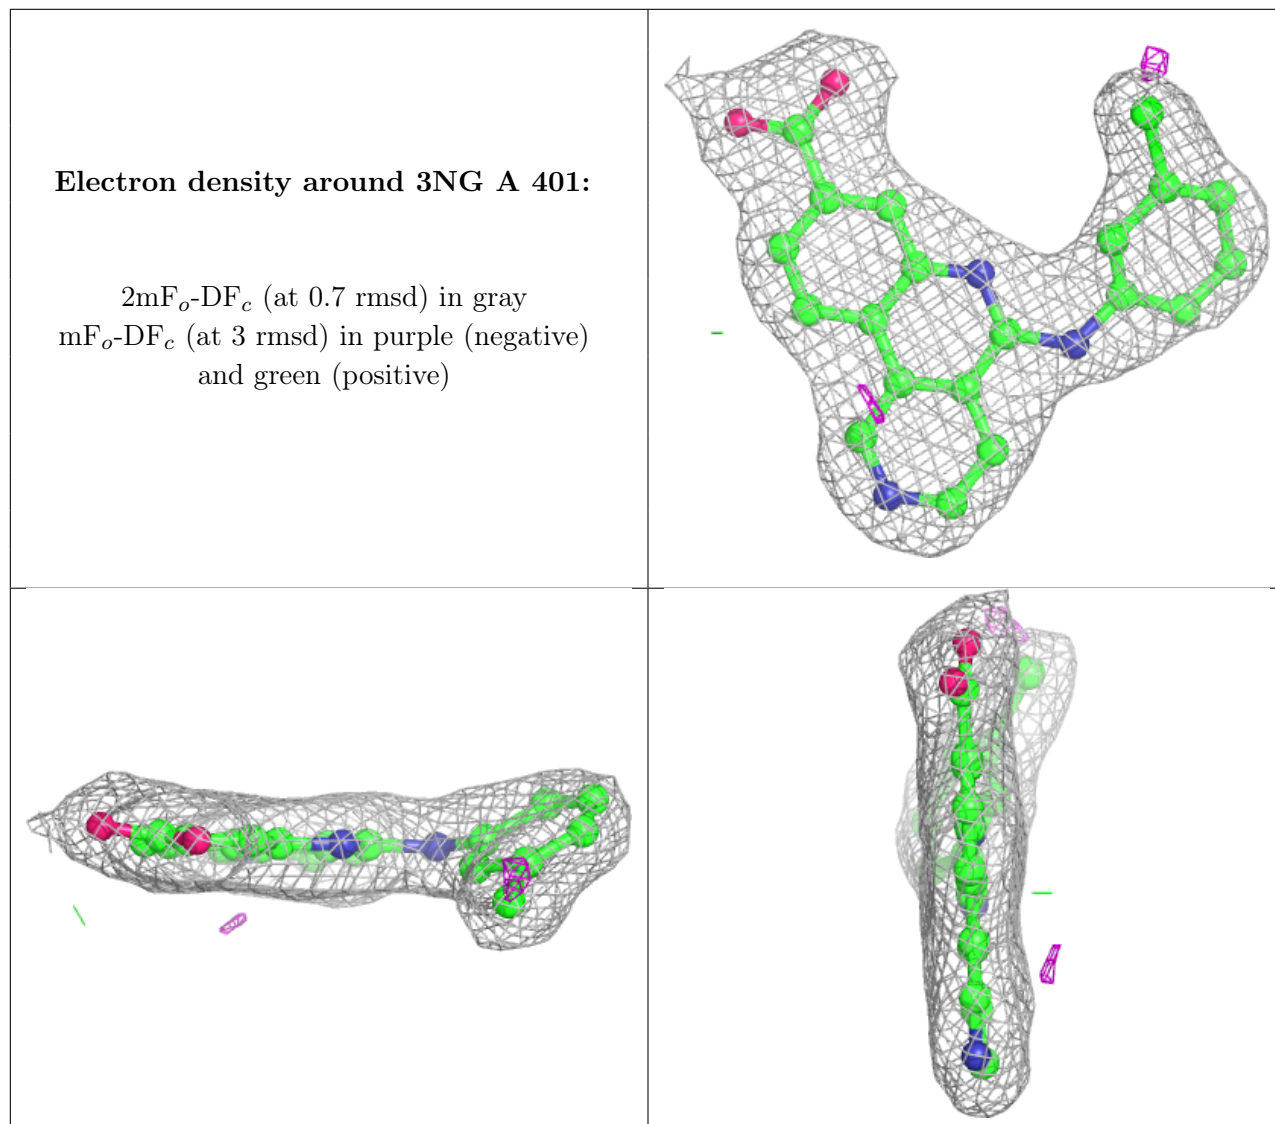 Electron density around 3NG A 401:
2mFo-DFc (at 0.7 rmsd) in gray
mFo-DFc (at 3 rmsd) in purple (negative)
and green (positive)